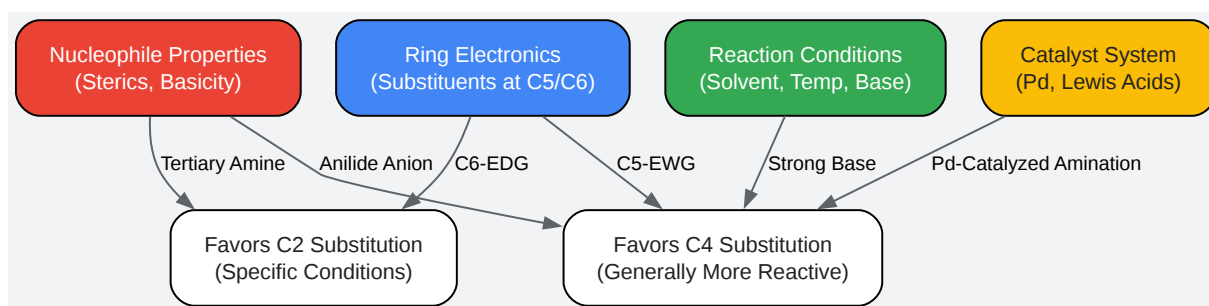 Nucleophile Properties
(Sterics, Basicity)
Ring Electronics
(Substituents at C5/C6)
Reaction Conditions
(Solvent, Temp, Base)
Catalyst System
(Pd, Lewis Acids)
Tertiary Amine
Anilide Anion
C6-EDG
C5-EWG
Strong Base
Pd-Catalyzed Amination
Favors C2 Substitution
(Specific Conditions)
Favors C4 Substitution
(Generally More Reactive)